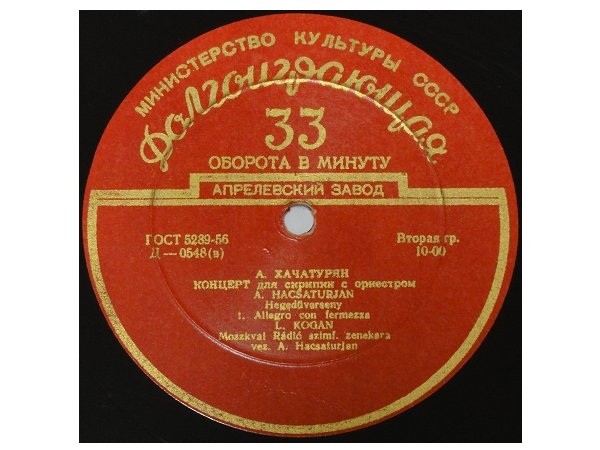 МИНИСТЕРСТВО КУЛЬТУРЫ СССР
Долгоиграющая
33
ОБОРОТА В МИНУТУ
АПРЕЛЕВСКИЙ ЗАВОД
ГОСТ 5289-56
Вторая гр.
Д—0548(в)
10-00
А. ХАЧАТУРЯН
КОНЦЕРТ для скрипки с оркестром
A. HACSATURJAN
Hegedűverseny
1. Allegro con fermezza
L. KOGAN
Moszkvai Rádió szimf. zenekara
vez. A. Hacsaturjan